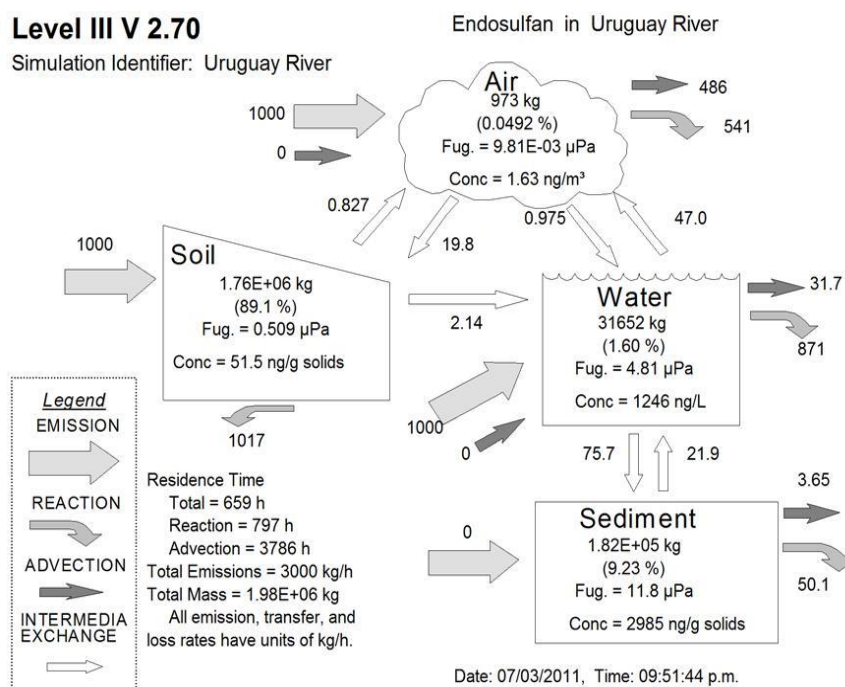 Level III V 2.70
Endosulfan in Uruguay River
Simulation Identifier: Uruguay River
Air
973 kg
(0.0492 %)
Fug. = 9.81E-03 µPa
Conc = 1.63 ng/m³
1000
0
486
541
0.827
19.8
0.975
47.0
1000
Soil
1.76E+06 kg
(89.1 %)
Fug. = 0.509 µPa
Conc = 51.5 ng/g solids
2.14
1017
Water
31652 kg
(1.60 %)
Fug. = 4.81 µPa
Conc = 1246 ng/L
31.7
871
1000
0
75.7
21.9
Legend
EMISSION
REACTION
ADVECTION
INTERMEDIA
EXCHANGE
Residence Time
Total = 659 h
Reaction = 797 h
Advection = 3786 h
Total Emissions = 3000 kg/h
Total Mass = 1.98E+06 kg
All emission, transfer, and
loss rates have units of kg/h.
0
Sediment
1.82E+05 kg
(9.23 %)
Fug. = 11.8 µPa
Conc = 2985 ng/g solids
3.65
50.1
Date: 07/03/2011, Time: 09:51:44 p.m.